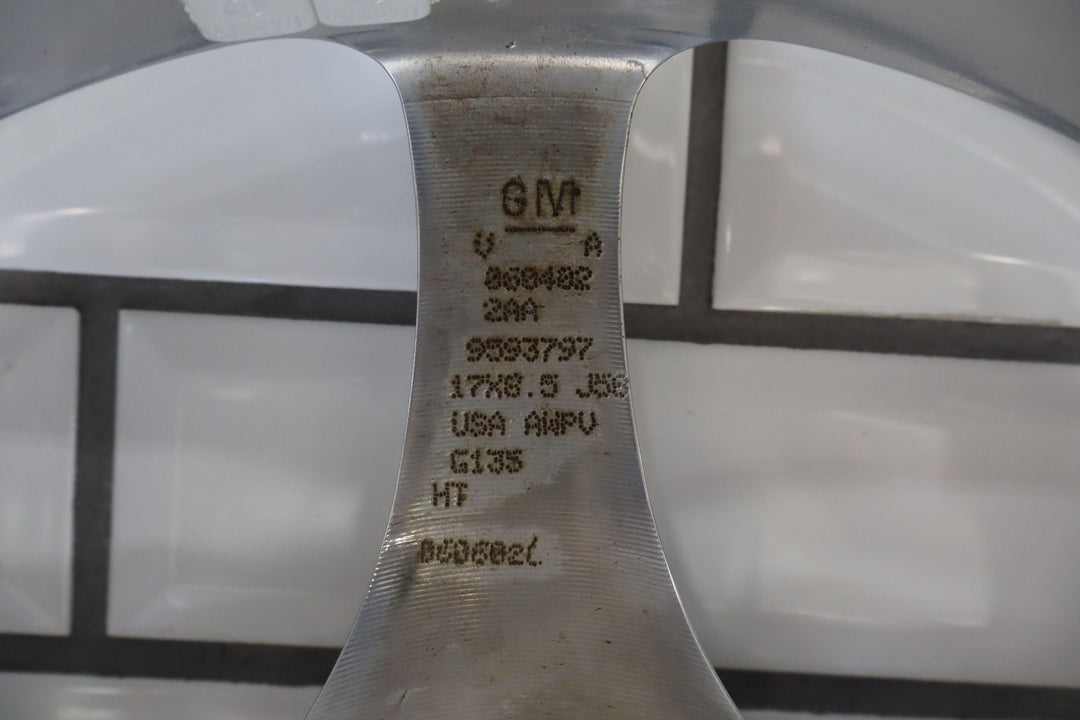 GM
V A
060402
2AA
9593797
17X8.5 J56
USA AWPV
G135
HT